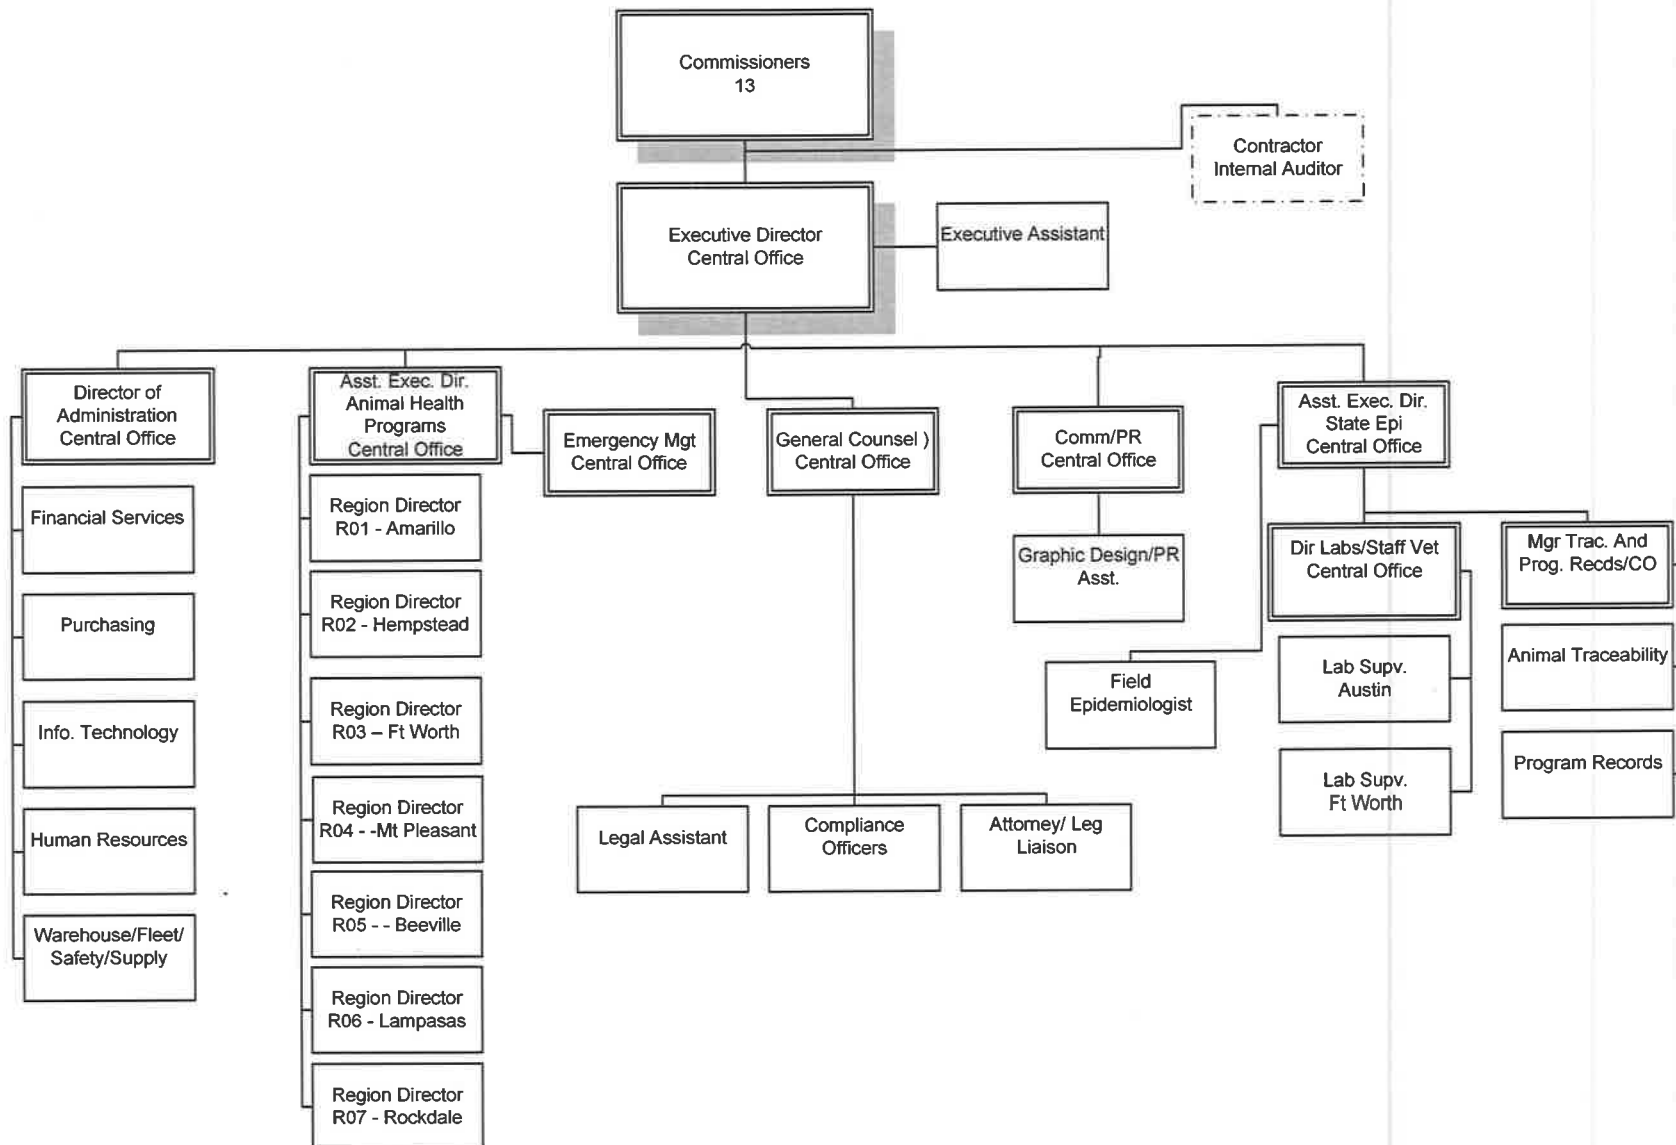 Commissioners
13
Contractor
Internal Auditor
Executive Director
Central Office
Executive Assistant
Director of
Administration
Central Office
Financial Services
Purchasing
Info. Technology
Human Resources
Warehouse/Fleet/
Safety/Supply
Asst. Exec. Dir.
Animal Health
Programs
Central Office
Region Director
R01 - Amarillo
Region Director
R02 - Hempstead
Region Director
R03 – Ft Worth
Region Director
R04 - -Mt Pleasant
Region Director
R05 - - Beeville
Region Director
R06 - Lampasas
Region Director
R07 - Rockdale
Emergency Mgt
Central Office
General Counsel )
Central Office
Legal Assistant
Compliance
Officers
Attorney/ Leg
Liaison
Comm/PR
Central Office
Graphic Design/PR
Asst.
Asst. Exec. Dir.
State Epi
Central Office
Field
Epidemiologist
Dir Labs/Staff Vet
Central Office
Lab Supv.
Austin
Lab Supv.
Ft Worth
Mgr Trac. And
Prog. Recds/CO
Animal Traceability
Program Records